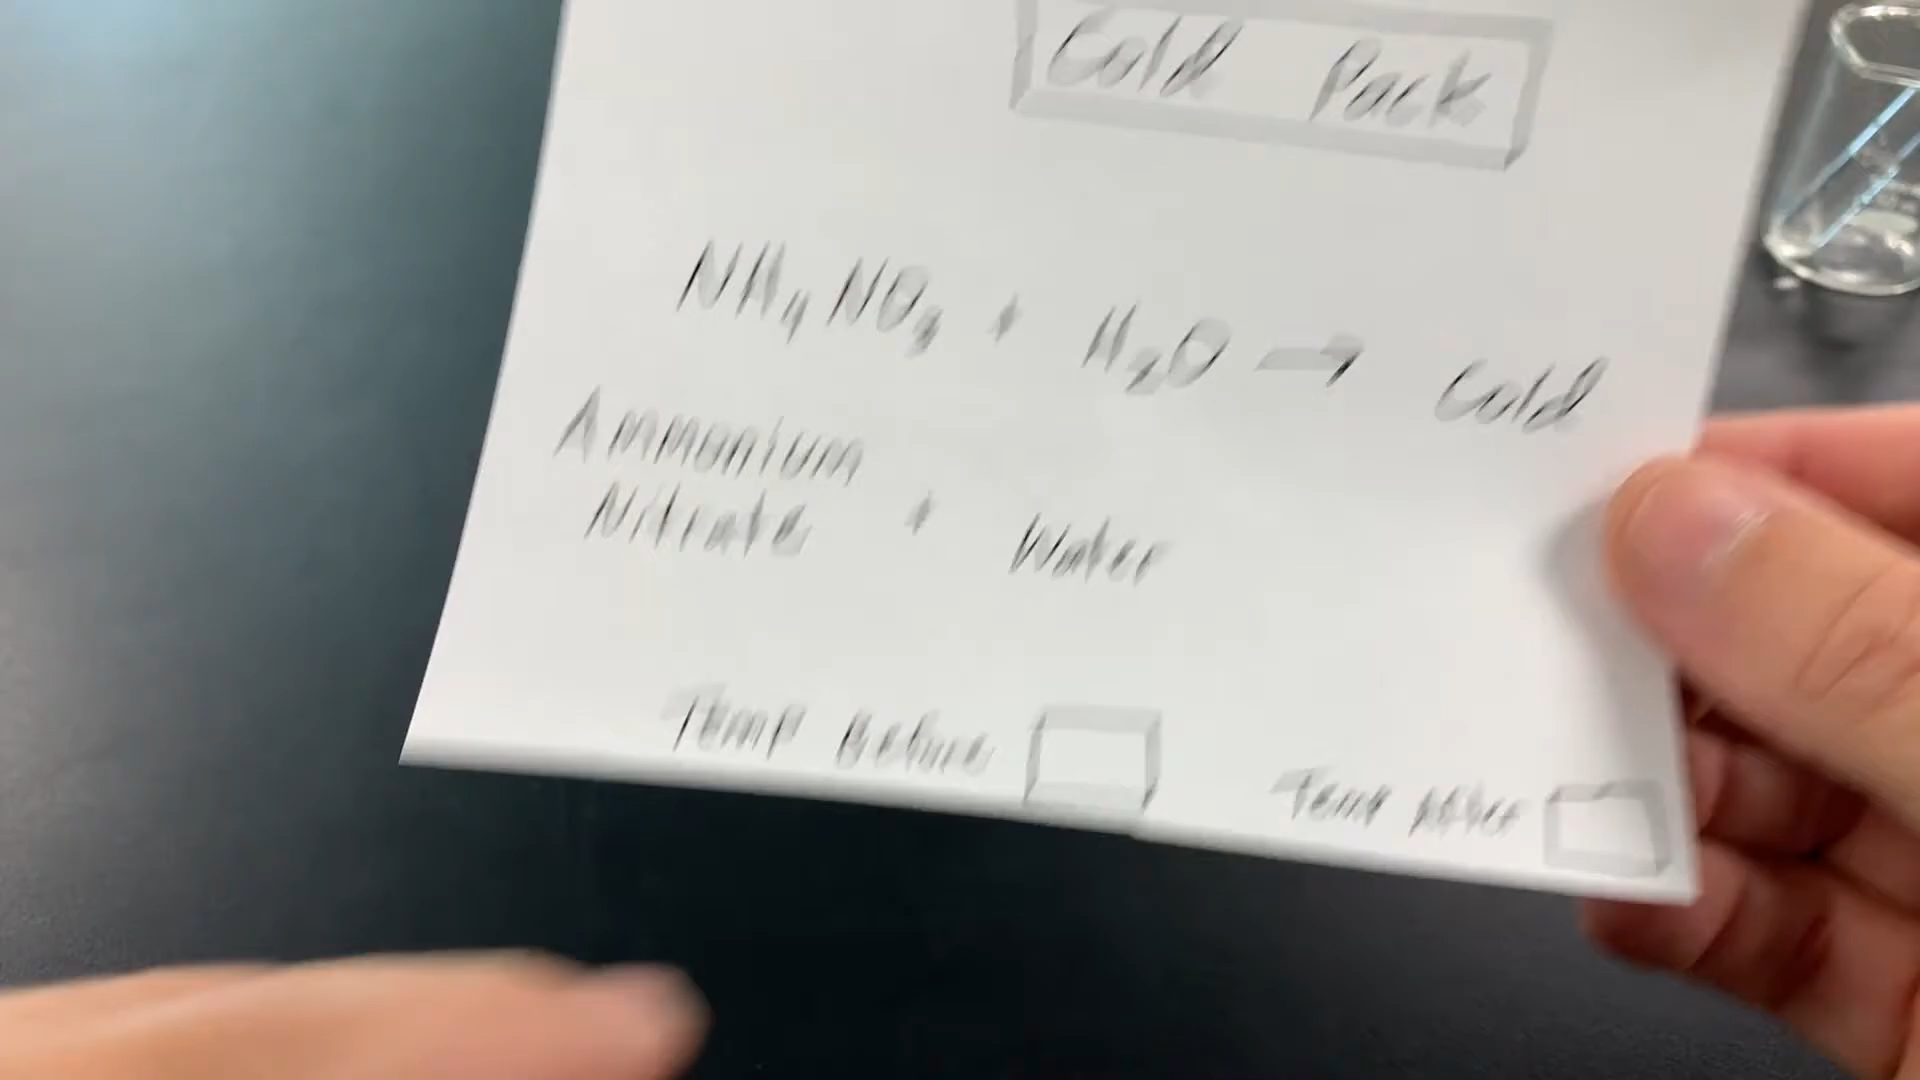 Cold Pack
NH₄NO₃ + H₂O → Cold
Ammonium
Nitrate + Water
Temp Before
Temp After